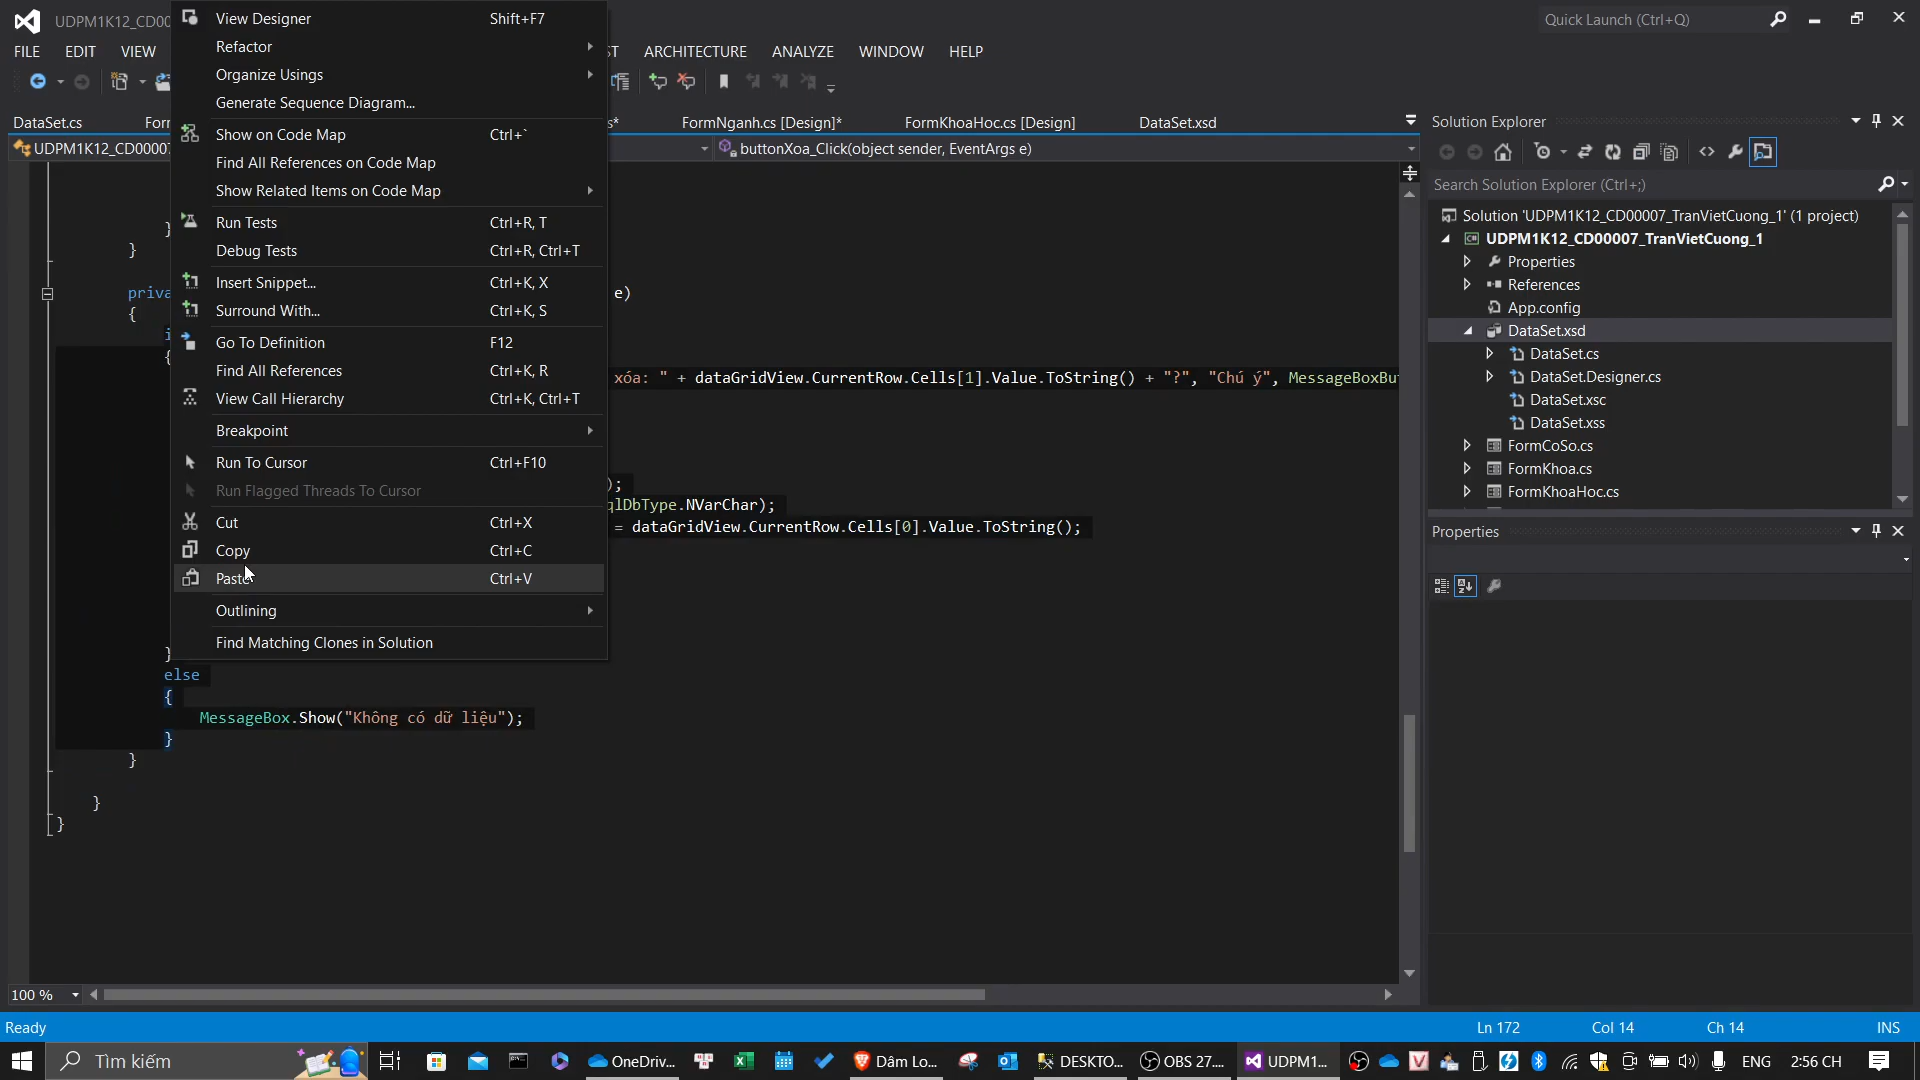 UDPM1K12_CD00
Quick Launch (Ctrl+Q)
FILE EDIT VIEW ARCHITECTURE ANALYZE WINDOW HELP
View Designer Shift+F7
Refactor
Organize Usings
Generate Sequence Diagram...
Show on Code Map Ctrl+`
Find All References on Code Map
Show Related Items on Code Map
Run Tests Ctrl+R, T
Debug Tests Ctrl+R, Ctrl+T
Insert Snippet... Ctrl+K, X
Surround With... Ctrl+K, S
Go To Definition F12
Find All References Ctrl+K, R
View Call Hierarchy Ctrl+K, Ctrl+T
Breakpoint
Run To Cursor Ctrl+F10
Run Flagged Threads To Cursor
Cut Ctrl+X
Copy Ctrl+C
Paste Ctrl+V
Outlining
Find Matching Clones in Solution
DataSet.cs FormNganh.cs [Design]* FormKhoaHoc.cs [Design] DataSet.xsd
UDPM1K12_CD0000 buttonXoa_Click(object sender, EventArgs e)
}
}
priva e)
{
{
xóa: " + dataGridView.CurrentRow.Cells[1].Value.ToString() + "?", "Chú ý", MessageBoxBu
);
qlDbType.NVarChar);
= dataGridView.CurrentRow.Cells[0].Value.ToString();
}
else
{
MessageBox.Show("Không có dữ liệu");
}
}
}
}
100 %
Solution Explorer
Search Solution Explorer (Ctrl+;)
Solution 'UDPM1K12_CD00007_TranVietCuong_1' (1 project)
UDPM1K12_CD00007_TranVietCuong_1
Properties
References
App.config
DataSet.xsd
DataSet.cs
DataSet.Designer.cs
DataSet.xsc
DataSet.xss
FormCoSo.cs
FormKhoa.cs
FormKhoaHoc.cs
Properties
Ready Ln 172 Col 14 Ch 14 INS
Tìm kiếm OneDriv... Dâm Lo... DESKTO... OBS 27.... UDPM1... ENG 2:56 CH